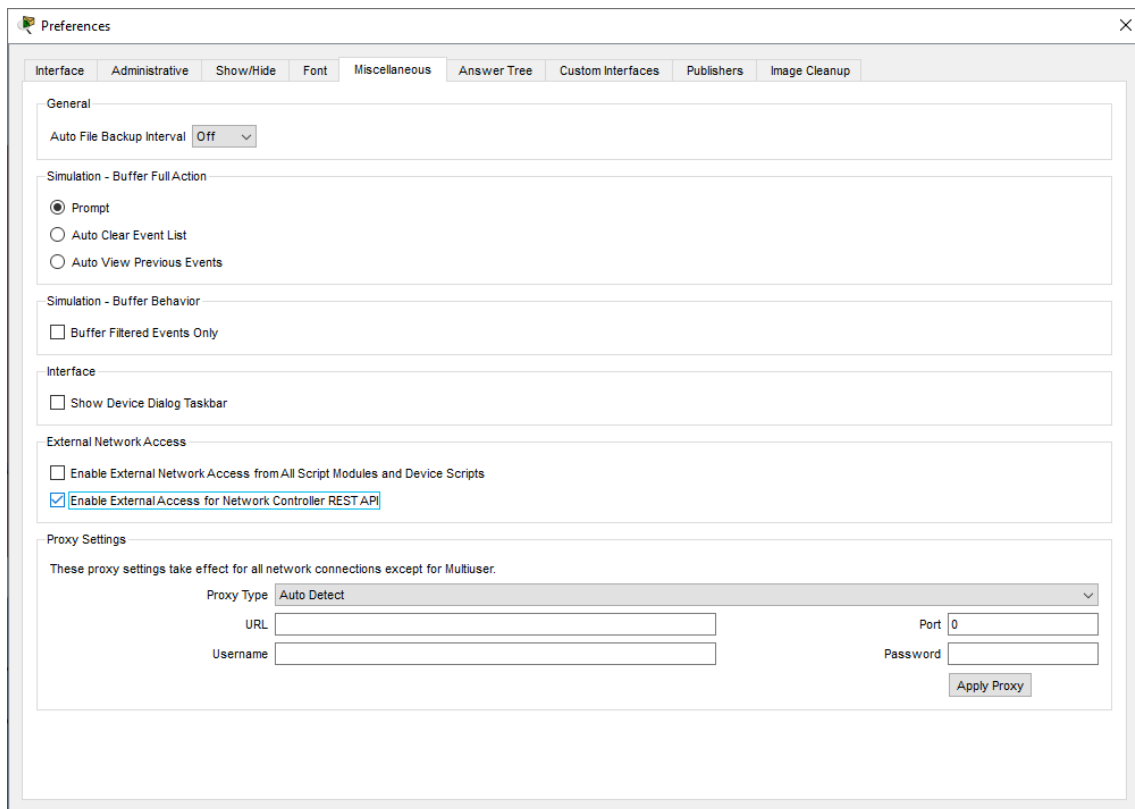 Preferences
Interface Administrative Show/Hide Font Miscellaneous Answer Tree Custom Interfaces Publishers Image Cleanup
General
Auto File Backup Interval Off
Simulation - Buffer Full Action
Prompt
Auto Clear Event List
Auto View Previous Events
Simulation - Buffer Behavior
Buffer Filtered Events Only
Interface
Show Device Dialog Taskbar
External Network Access
Enable External Network Access from All Script Modules and Device Scripts
Enable External Access for Network Controller REST API
Proxy Settings
These proxy settings take effect for all network connections except for Multiuser.
Proxy Type Auto Detect
URL Port 0
Username Password
Apply Proxy